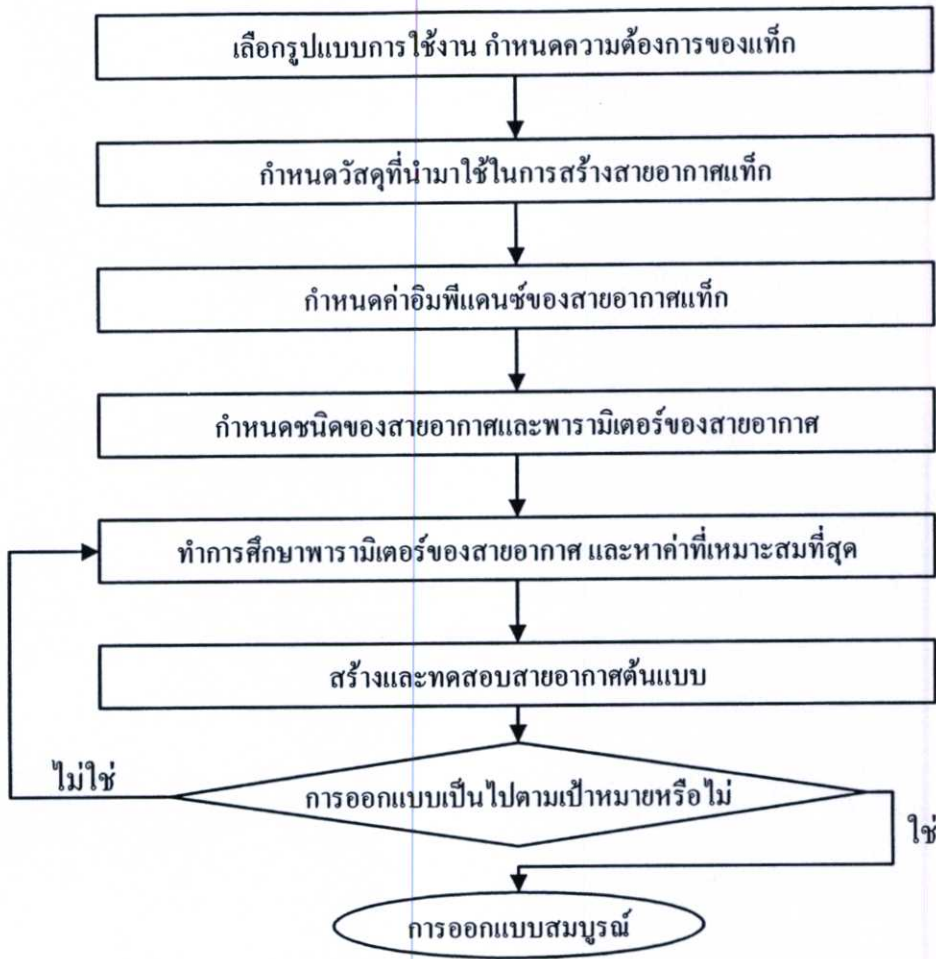 เลือกรูปแบบการใช้งาน กำหนดความต้องการของแท็ก
กำหนดวัสดุที่นำมาใช้ในการสร้างสายอากาศแท็ก
กำหนดค่าอิมพีแดนซ์ของสายอากาศแท็ก
กำหนดชนิดของสายอากาศและพารามิเตอร์ของสายอากาศ
ทำการศึกษาพารามิเตอร์ของสายอากาศ และหาค่าที่เหมาะสมที่สุด
สร้างและทดสอบสายอากาศต้นแบบ
ไม่ใช่
การออกแบบเป็นไปตามเป้าหมายหรือไม่
ใช่
การออกแบบสมบูรณ์